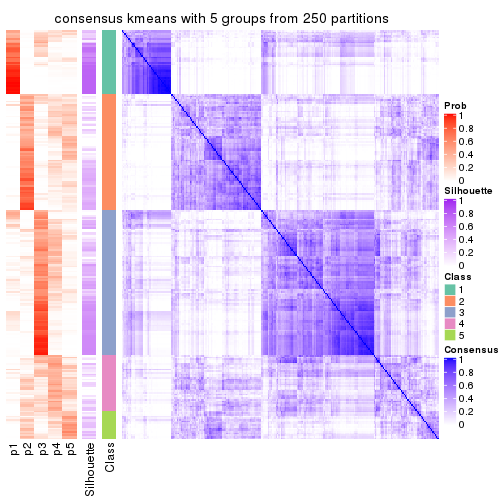 consensus kmeans with 5 groups from 250 partitions
Prob
1
0.8
0.6
0.4
0.2
0
Silhouette
1
0.8
0.6
0.4
0.2
0
Class
1
2
3
4
5
Consensus
1
0.8
0.6
0.4
0.2
0
p1
p2
p3
p4
p5
Silhouette
Class